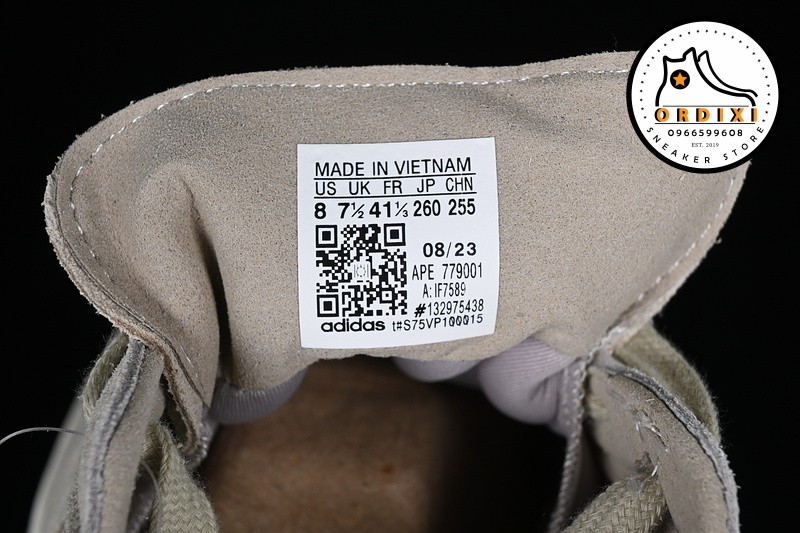 MADE IN VIETNAM
US UK FR JP CHN
8 7½ 41⅓ 260 255
08/23
APE 779001
A: IF7589
#132975438
adidas t#S75VP100015
ORDIXI
0966599608
EST. 2019
SNEAKER STORE